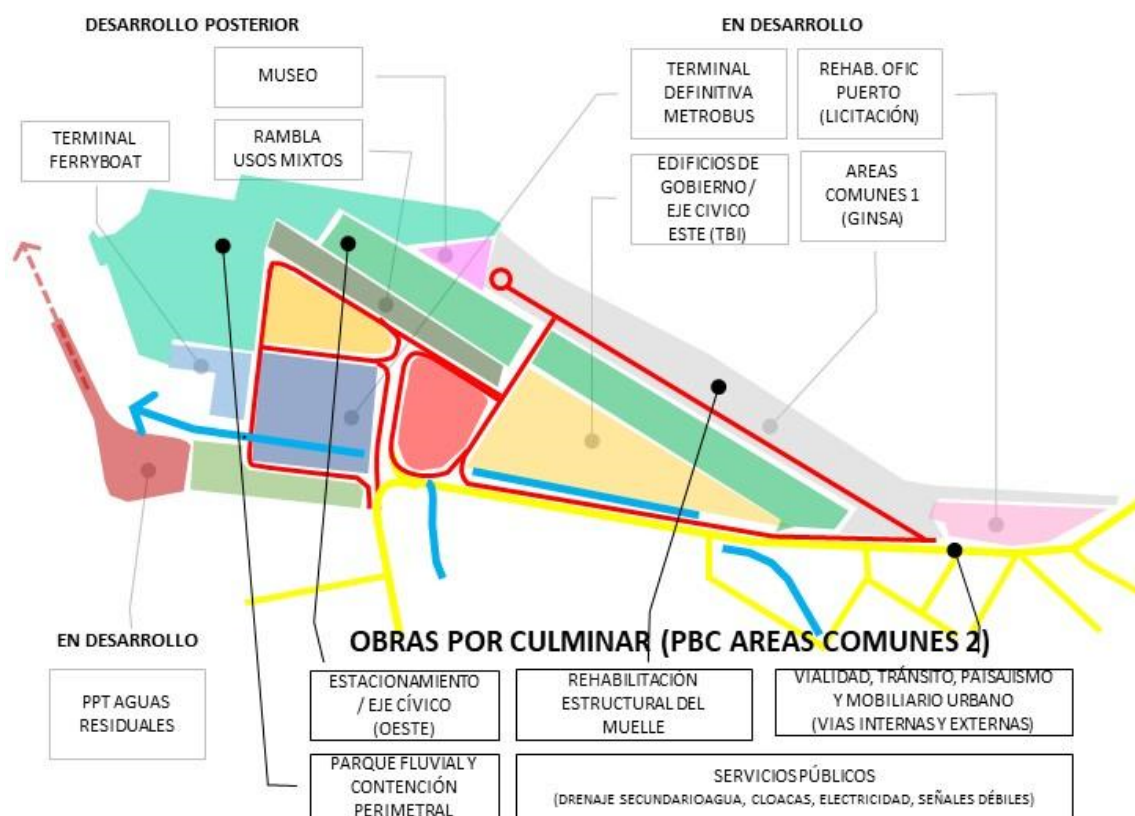 DESARROLLO POSTERIOR
EN DESARROLLO
MUSEO
TERMINAL
DEFINITIVA
METROBUS
REHAB. OFIC
PUERTO
(LICITACIÓN)
TERMINAL
FERRYBOAT
RAMBLA
USOS MIXTOS
EDIFICIOS DE
GOBIERNO /
EJE CIVICO
ESTE (TBI)
AREAS
COMUNES 1
(GINSA)
EN DESARROLLO
PPT AGUAS
RESIDUALES
OBRAS POR CULMINAR (PBC AREAS COMUNES 2)
ESTACIONAMIENTO
/ EJE CÍVICO
(OESTE)
REHABILITACIÓN
ESTRUCTURAL DEL
MUELLE
VIALIDAD, TRÁNSITO, PAISAJISMO
Y MOBILIARIO URBANO
(VIAS INTERNAS Y EXTERNAS)
PARQUE FLUVIAL Y
CONTENCIÓN
PERIMETRAL
SERVICIOS PÚBLICOS
(DRENAJE SECUNDARIOAGUA, CLOACAS, ELECTRICIDAD, SEÑALES DÉBILES)